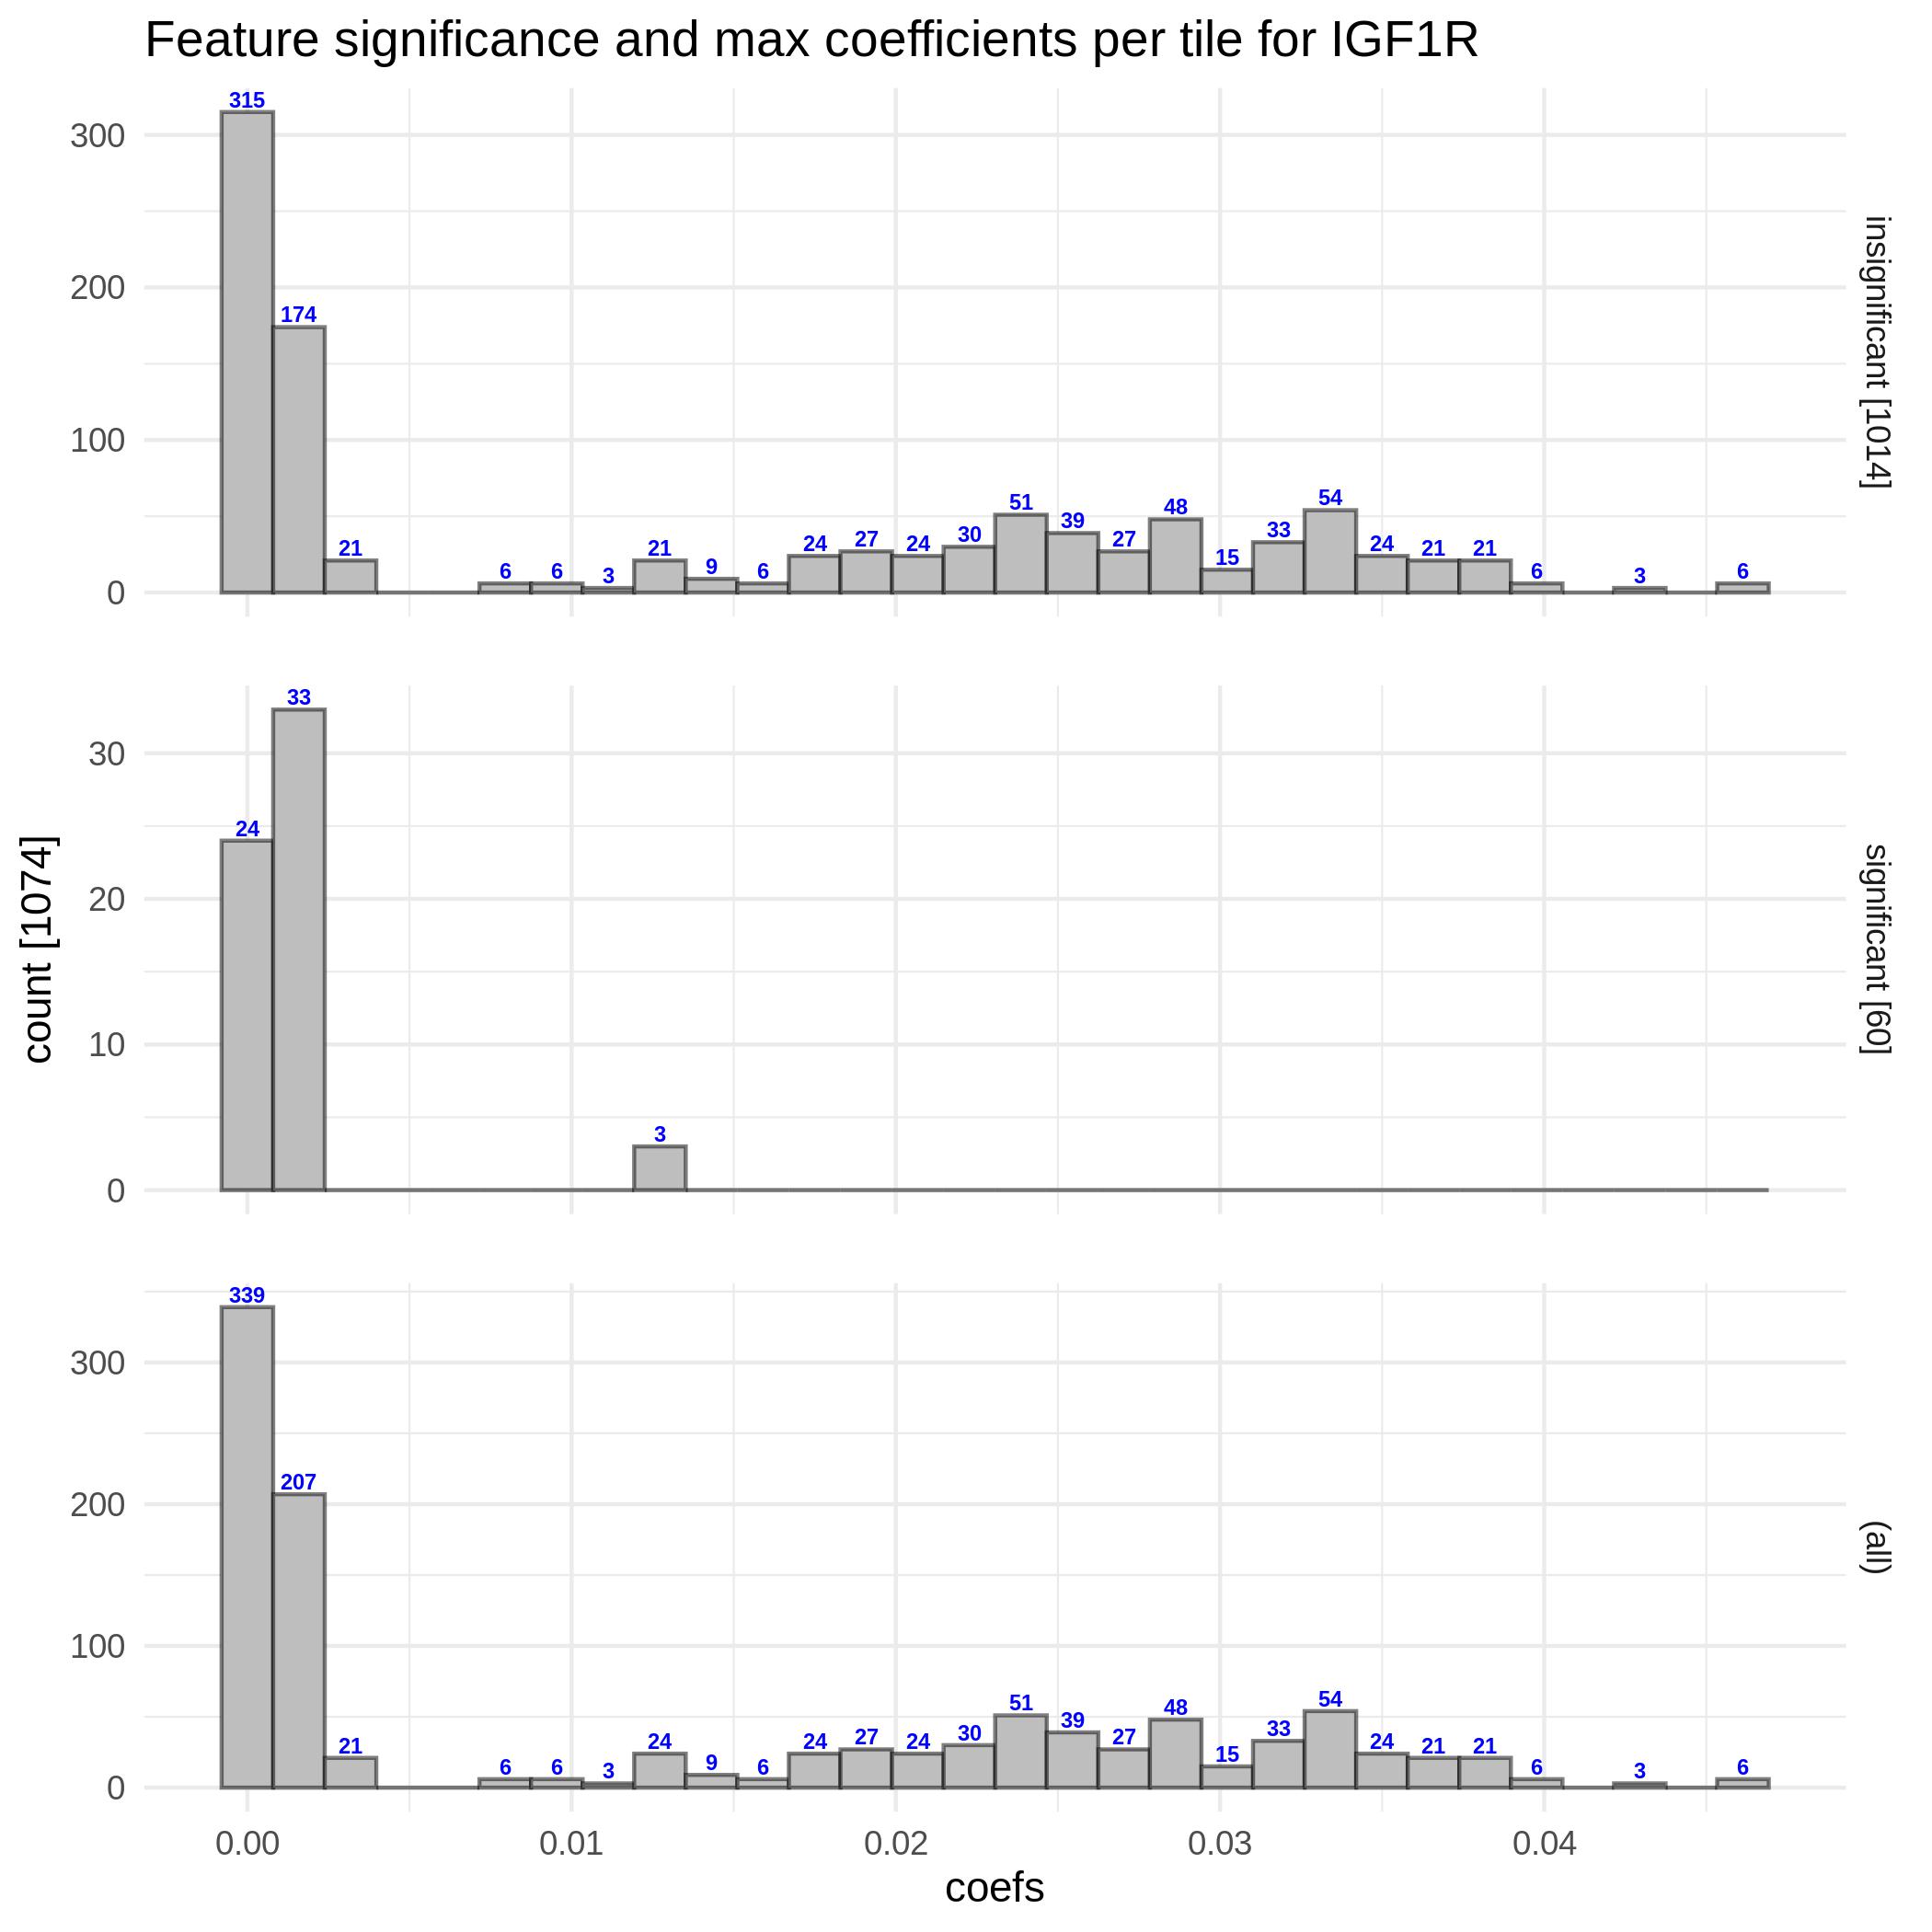 Feature significance and max coefficients per tile for IGF1R
315
300
174
200
insignificant [1014]
100
21 6 6 3 21 9 6 24 27 24 30 51 39 27 48 15 33 54 24 21 21 6 3 6
0
33
30
24
20
significant [60]
count [1074]
10
3
0
339
300
207
200
(all)
100
21 6 6 3 24 9 6 24 27 24 30 51 39 27 48 15 33 54 24 21 21 6 3 6
0
0.00 0.01 0.02 0.03 0.04
coefs